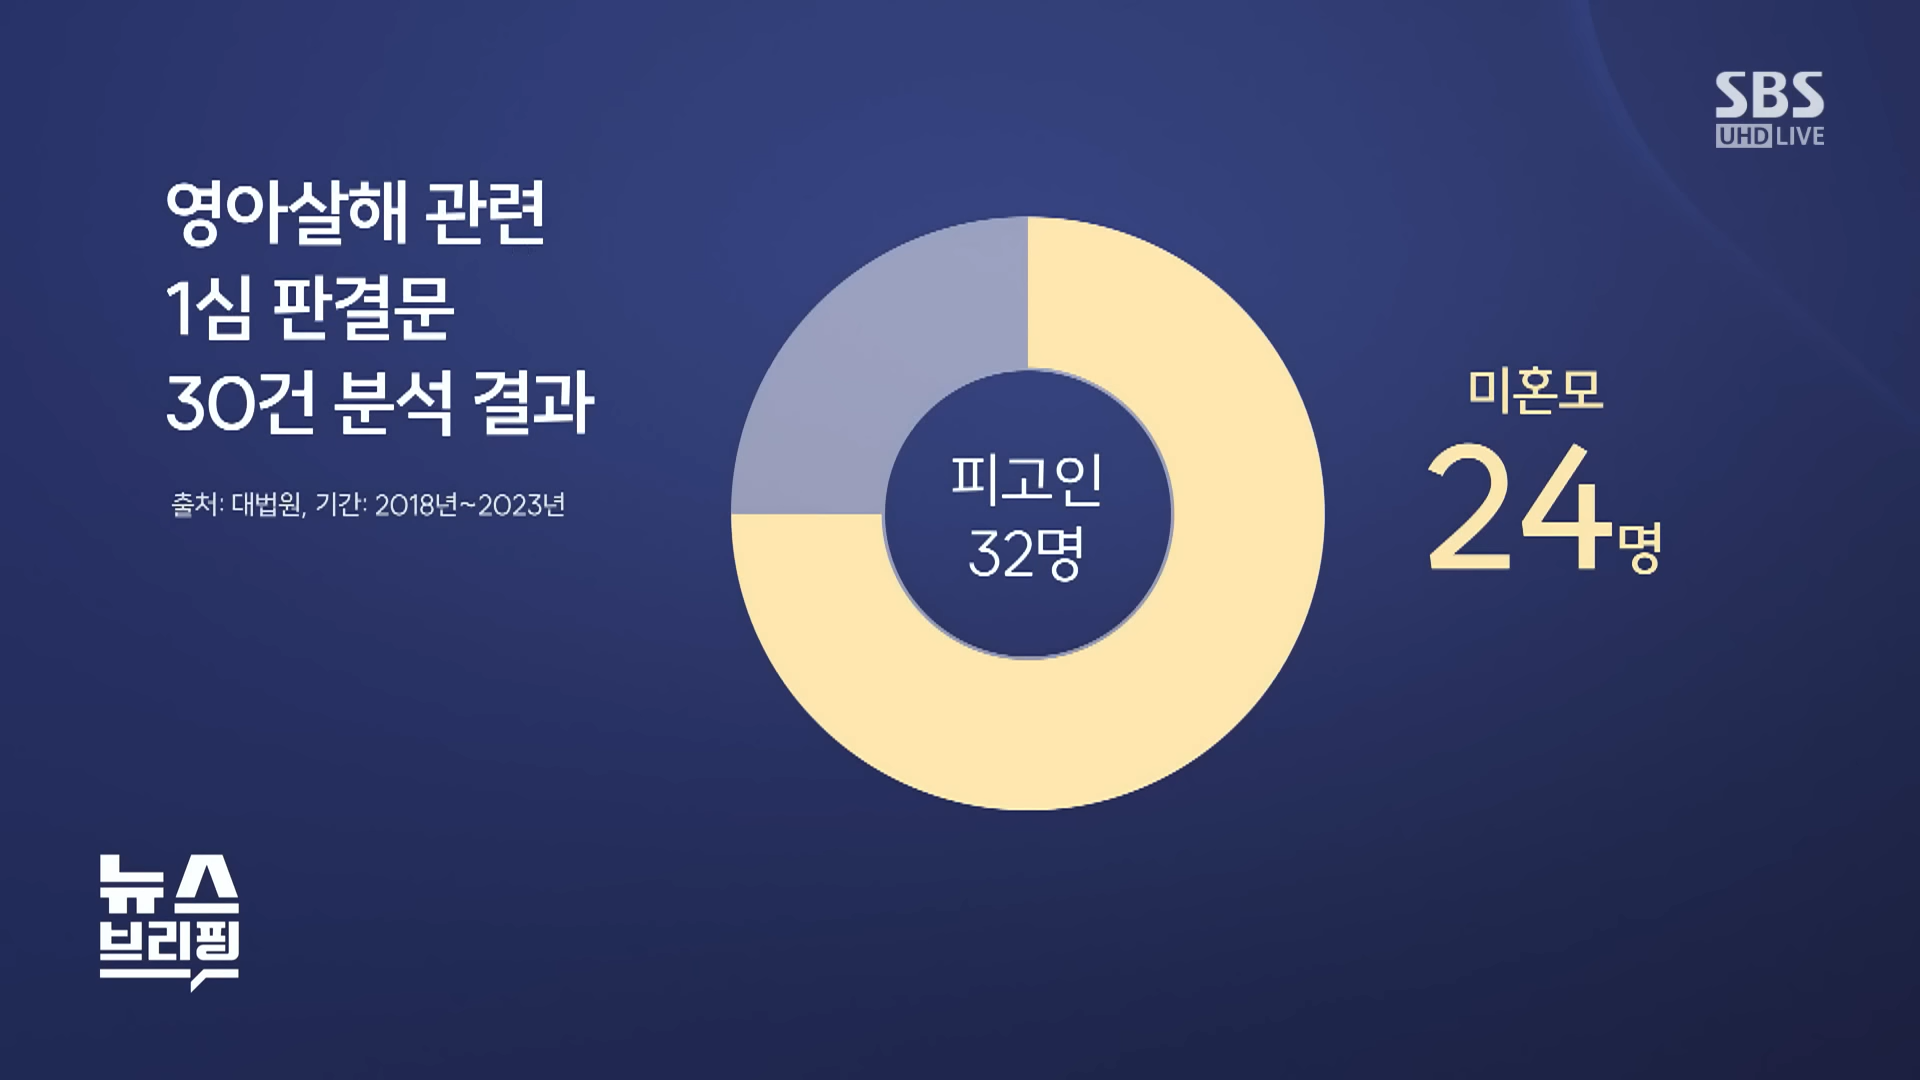 SBS
UHD LIVE
영아살해 관련
1심 판결문
30건 분석 결과
출처: 대법원, 기간: 2018년~2023년
피고인
32명
미혼모
24명
뉴스
브리핑